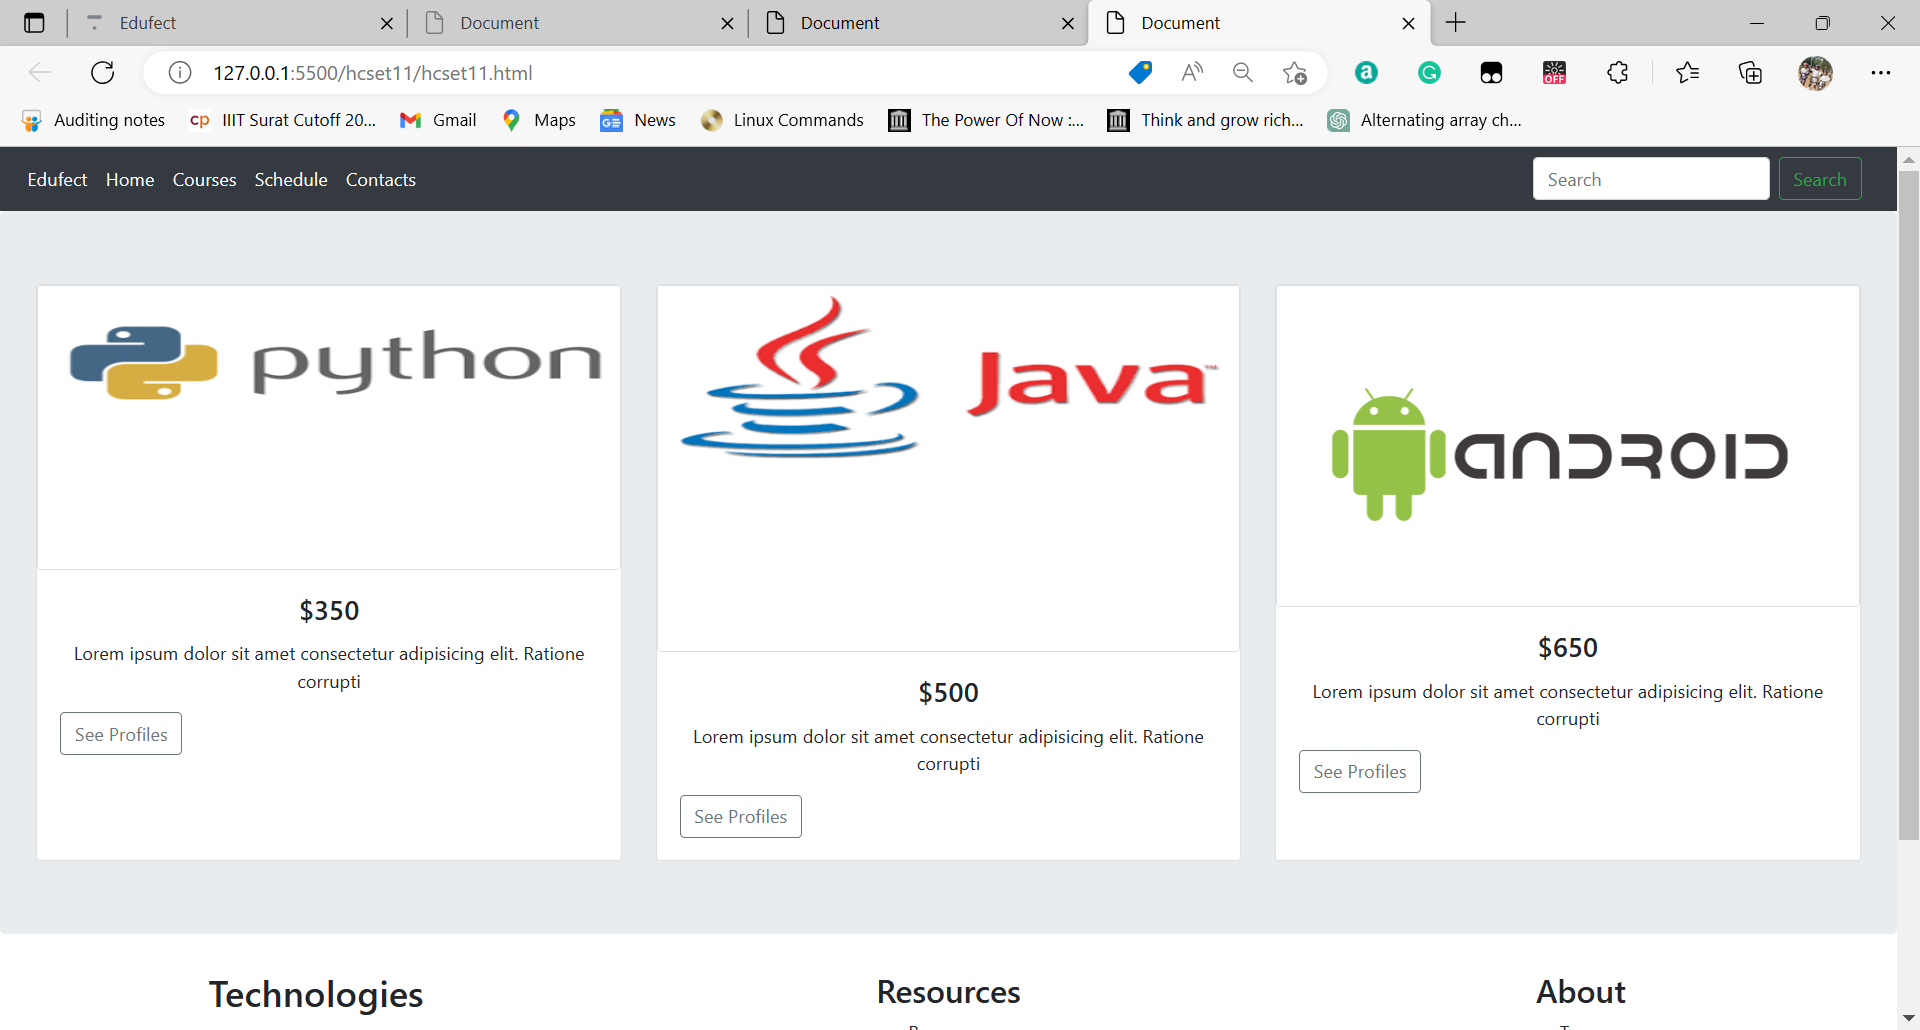 Edufect
Document
Document
Document
127.0.0.1:5500/hcset11/hcset11.html
Auditing notes
cp IIIT Surat Cutoff 20...
Gmail
Maps
News
Linux Commands
The Power Of Now :...
Think and grow rich...
Alternating array ch...
OFF
Edufect Home Courses Schedule Contacts
Search
Search
python
$350
Lorem ipsum dolor sit amet consectetur adipisicing elit. Ratione
corrupti
See Profiles
Java™
$500
Lorem ipsum dolor sit amet consectetur adipisicing elit. Ratione
corrupti
See Profiles
ANDROID
$650
Lorem ipsum dolor sit amet consectetur adipisicing elit. Ratione
corrupti
See Profiles
Technologies
Resources
About